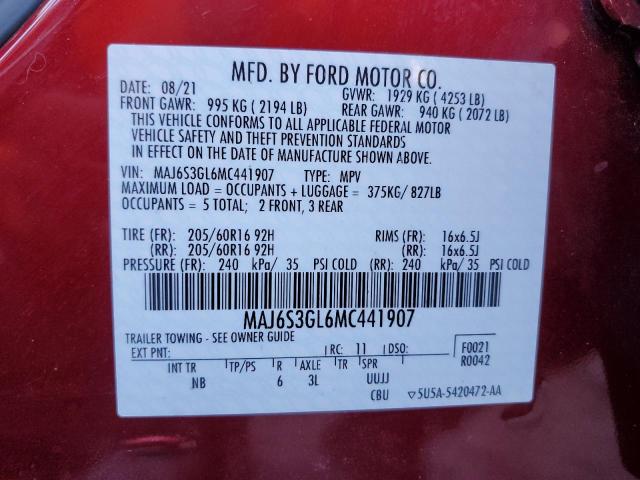 MFD. BY FORD MOTOR CO.
DATE: 08/21 GVWR: 1929 KG ( 4253 LB)
FRONT GAWR: 995 KG ( 2194 LB) REAR GAWR: 940 KG ( 2072 LB)
THIS VEHICLE CONFORMS TO ALL APPLICABLE FEDERAL MOTOR
VEHICLE SAFETY AND THEFT PREVENTION STANDARDS
IN EFFECT ON THE DATE OF MANUFACTURE SHOWN ABOVE.
VIN: MAJ6S3GL6MC441907 TYPE: MPV
MAXIMUM LOAD = OCCUPANTS + LUGGAGE = 375KG/ 827LB
OCCUPANTS = 5 TOTAL; 2 FRONT, 3 REAR
TIRE (FR): 205/60R16 92H RIMS (FR): 16x6.5J
(RR): 205/60R16 92H (RR): 16x6.5J
PRESSURE (FR): 240 kPa/ 35 PSI COLD (RR): 240 kPa/ 35 PSI COLD
MAJ6S3GL6MC441907
TRAILER TOWING - SEE OWNER GUIDE
EXT PNT: RC: 11 DSO: F0021
R0042
INT TR TP/PS R AXLE TR SPR
NB 6 3L UUJJ
CBU 5U5A-5420472-AA